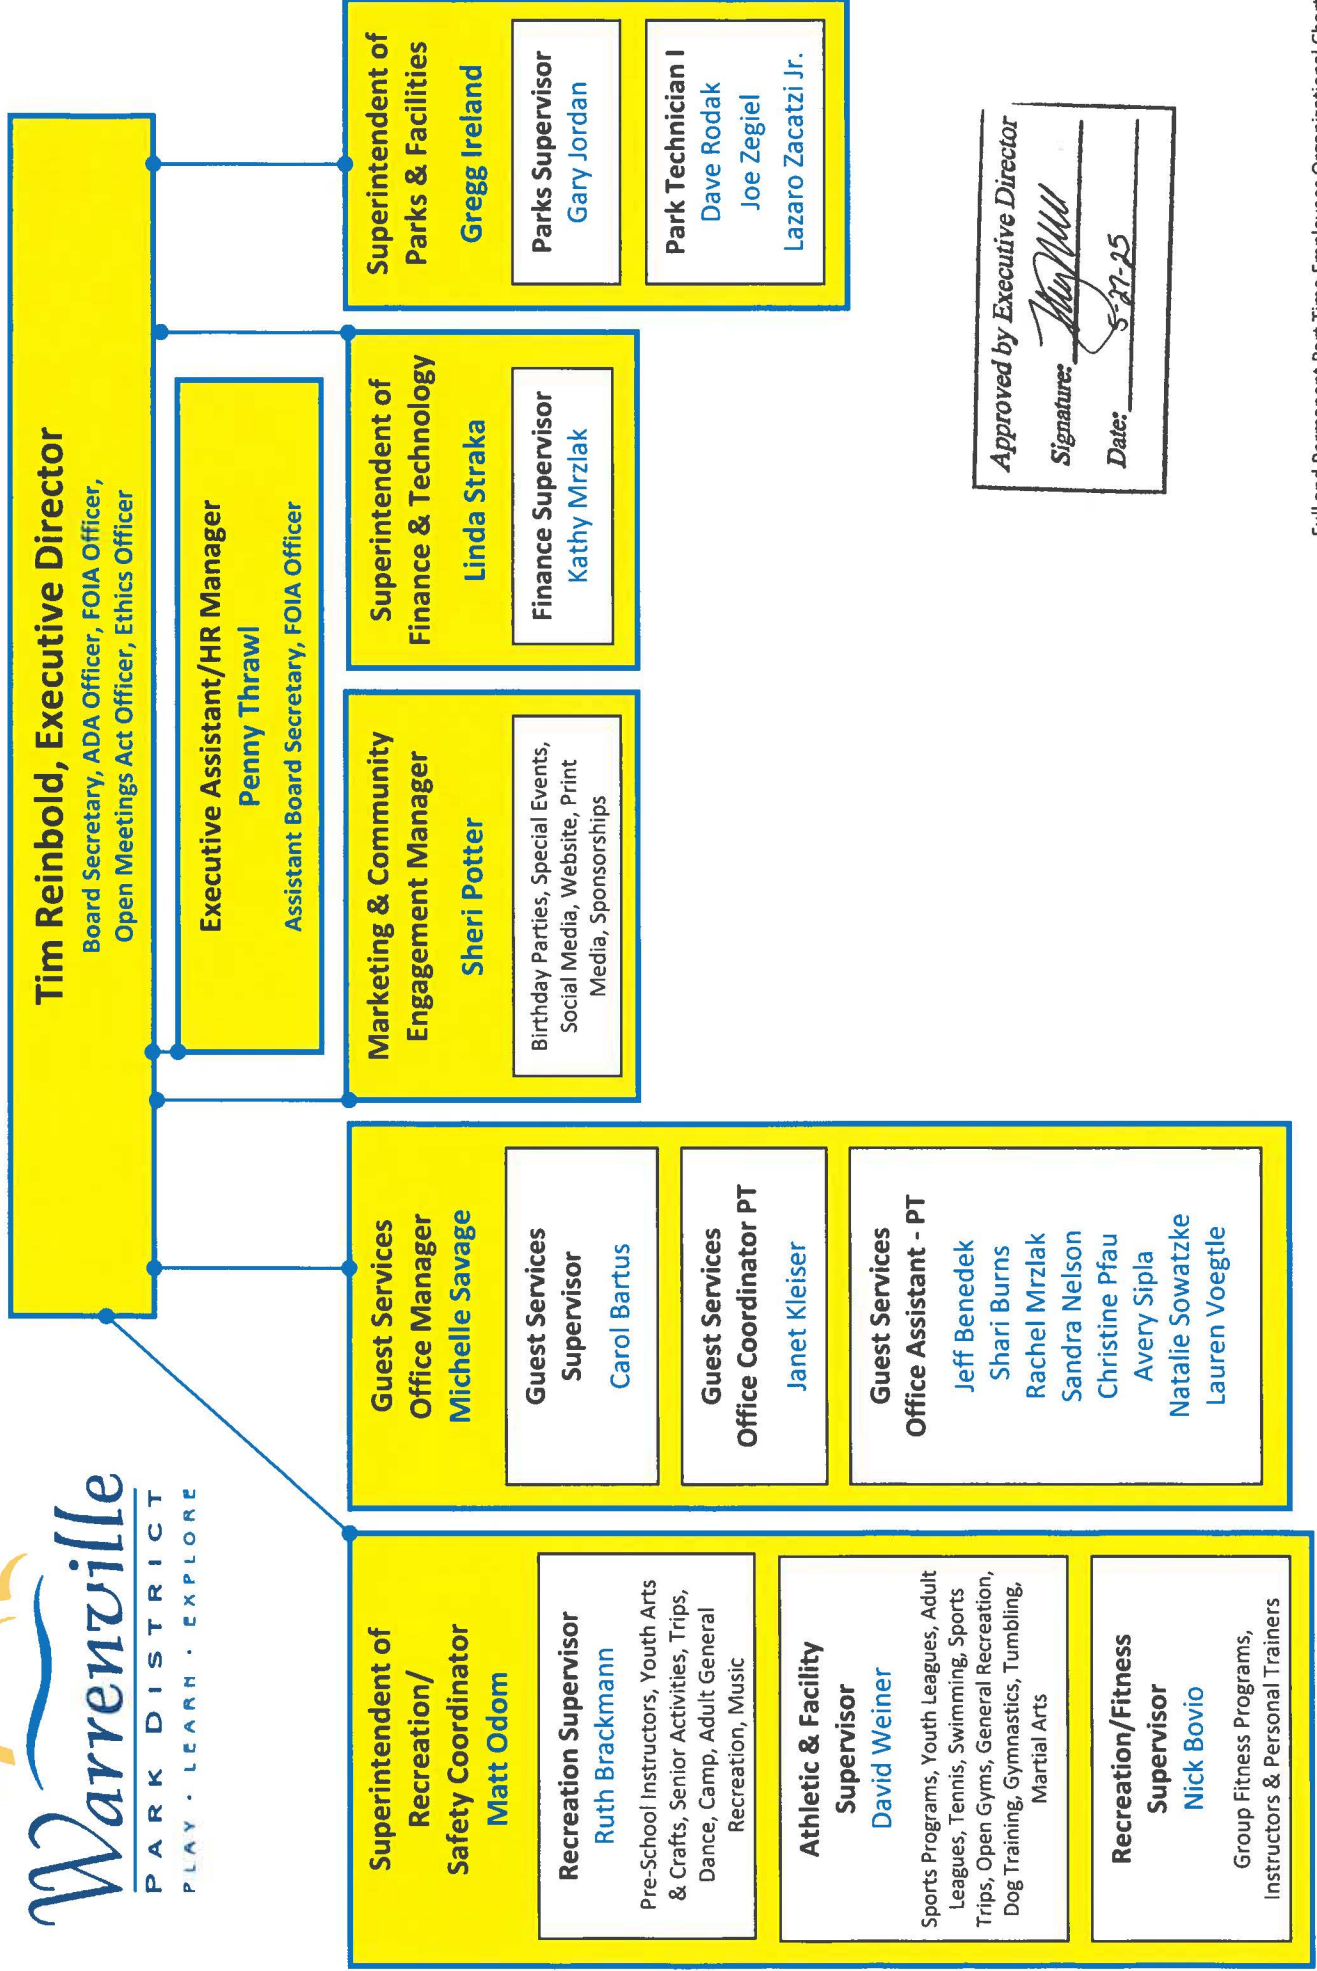 Warrenville
PARK DISTRICT
PLAY · LEARN · EXPLORE
Tim Reinbold, Executive Director
Board Secretary, ADA Officer, FOIA Officer,
Open Meetings Act Officer, Ethics Officer
Executive Assistant/HR Manager
Penny Thrawl
Assistant Board Secretary, FOIA Officer
Superintendent of
Recreation/
Safety Coordinator
Matt Odom
Recreation Supervisor
Ruth Brackmann
Pre-School Instructors, Youth Arts
& Crafts, Senior Activities, Trips,
Dance, Camp, Adult General
Recreation, Music
Athletic & Facility
Supervisor
David Weiner
Sports Programs, Youth Leagues, Adult
Leagues, Tennis, Swimming, Sports
Trips, Open Gyms, General Recreation,
Dog Training, Gymnastics, Tumbling,
Martial Arts
Recreation/Fitness
Supervisor
Nick Bovio
Group Fitness Programs,
Instructors & Personal Trainers
Guest Services
Office Manager
Michelle Savage
Guest Services
Supervisor
Carol Bartus
Guest Services
Office Coordinator PT
Janet Kleiser
Guest Services
Office Assistant - PT
Jeff Benedek
Shari Burns
Rachel Mrzlak
Sandra Nelson
Christine Pfau
Avery Sipla
Natalie Sowatzke
Lauren Voegtle
Marketing & Community
Engagement Manager
Sheri Potter
Birthday Parties, Special Events,
Social Media, Website, Print
Media, Sponsorships
Superintendent of
Finance & Technology
Linda Straka
Finance Supervisor
Kathy Mrzlak
Superintendent of
Parks & Facilities
Gregg Ireland
Parks Supervisor
Gary Jordan
Park Technician I
Dave Rodak
Joe Zegiel
Lazaro Zacatzi Jr.
Approved by Executive Director
Signature:
Date: 5-27-25